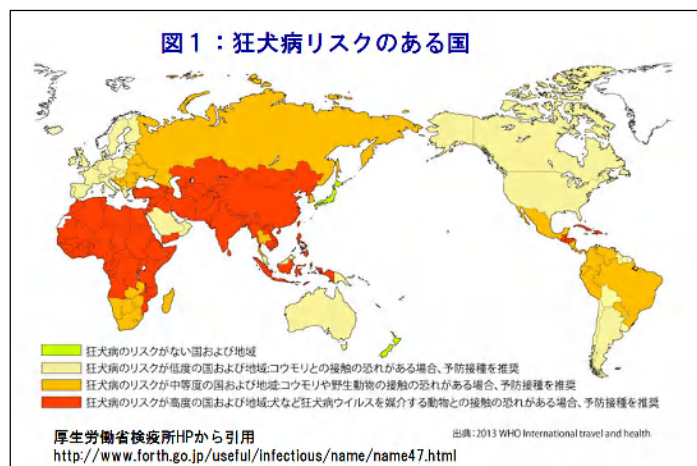 図1：狂犬病リスクのある国
狂犬病のリスクがない国および地域
狂犬病のリスクが低度の国および地域:コウモリとの接触の恐れがある場合、予防接種を推奨
狂犬病のリスクが中等度の国および地域:コウモリや野生動物の接触の恐れがある場合、予防接種を推奨
狂犬病のリスクが高度の国および地域:犬など狂犬病ウイルスを媒介する動物との接触の恐れがある場合、予防接種を推奨
厚生労働省検疫所HPから引用
出典:2013 WHO International travel and health
http://www.forth.go.jp/useful/infectious/name/name47.html